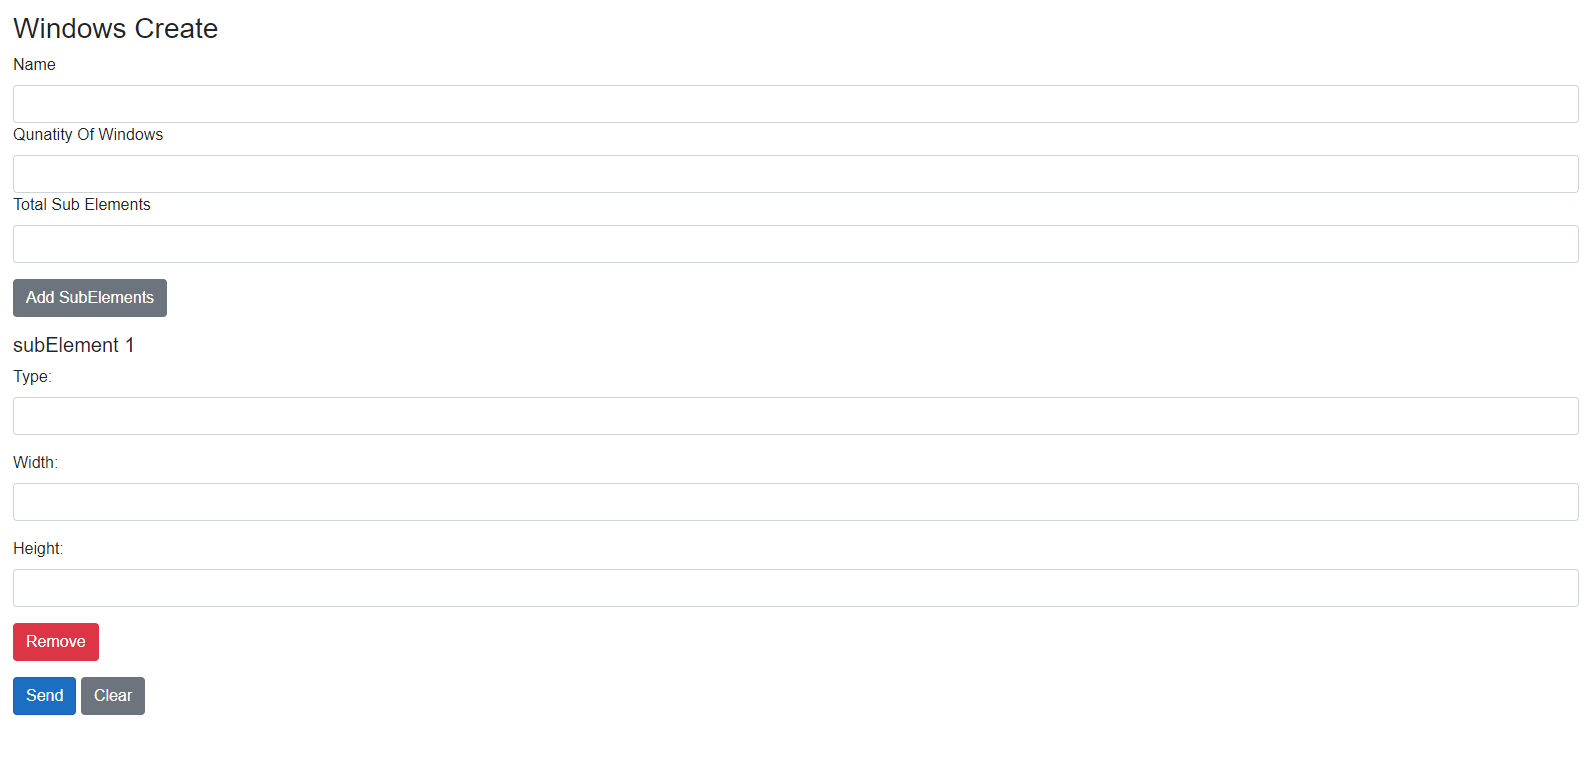 Windows Create
Name
Qunatity Of Windows
Total Sub Elements
Add SubElements
subElement 1
Type:
Width:
Height:
Remove
Send Clear